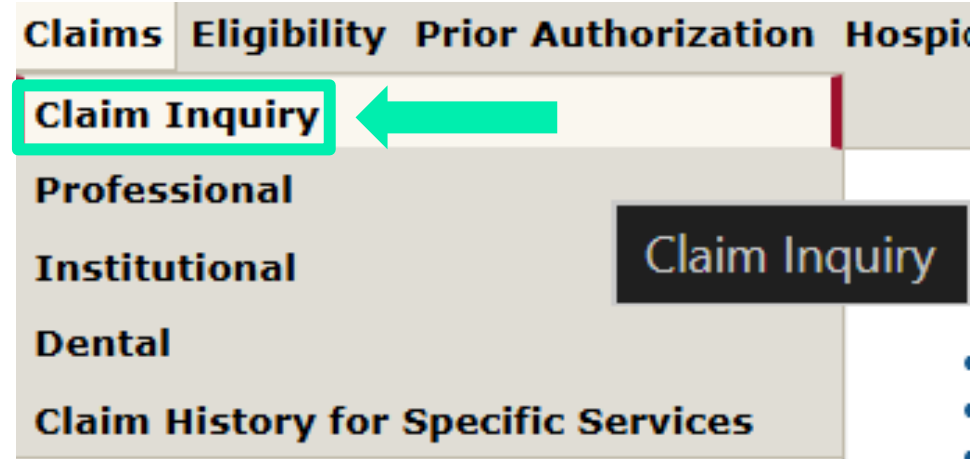 Claims Eligibility Prior Authorization
Claim Inquiry
Professional
Claim Inquiry
Institutional
Dental
Claim History for Specific Services